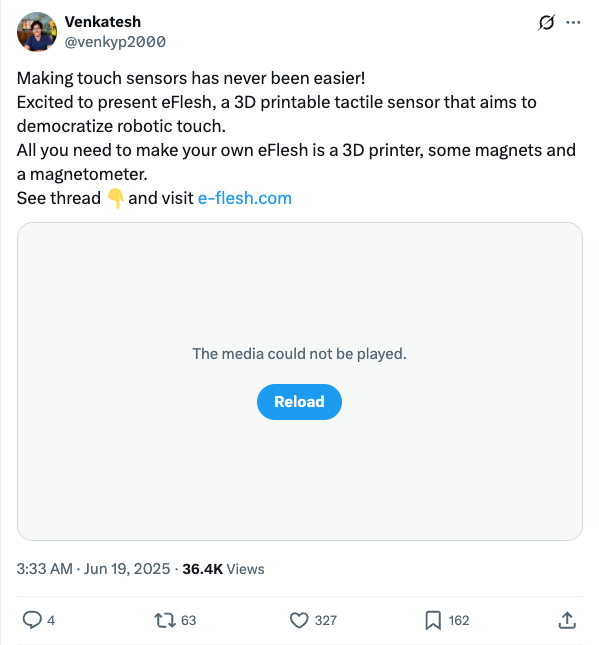 Venkatesh
@venkyp2000
Making touch sensors has never been easier!
Excited to present eFlesh, a 3D printable tactile sensor that aims to
democratize robotic touch.
All you need to make your own eFlesh is a 3D printer, some magnets and
a magnetometer.
See thread 👇 and visit e-flesh.com
The media could not be played.
Reload
3:33 AM · Jun 19, 2025 · 36.4K Views
4 63 327 162